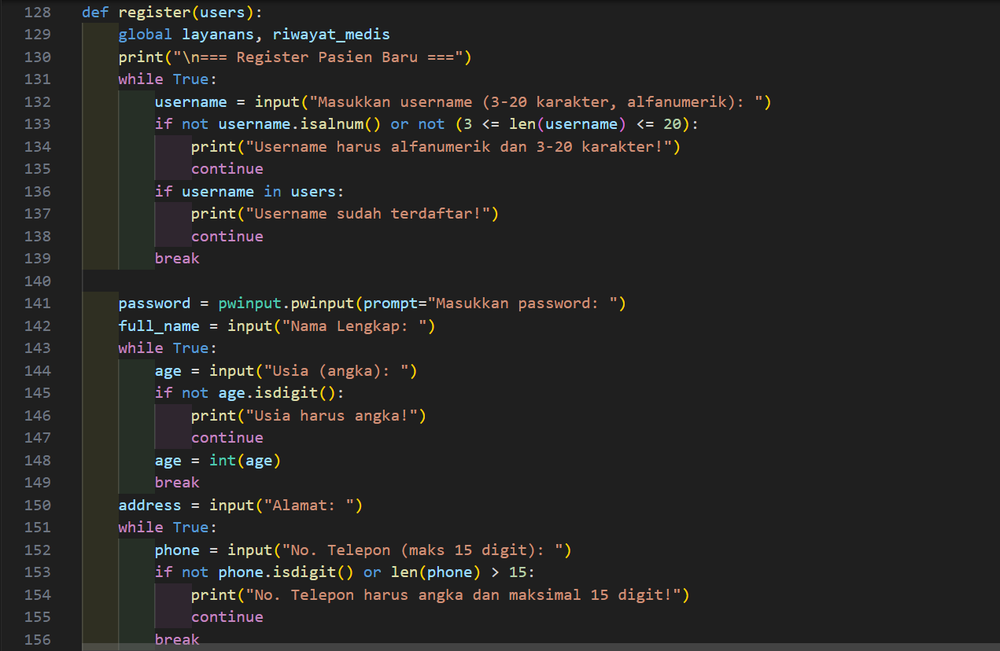 128 def register(users):
129     global layanans, riwayat_medis
130     print("\n=== Register Pasien Baru ===")
131     while True:
132         username = input("Masukkan username (3-20 karakter, alfanumerik): ")
133         if not username.isalnum() or not (3 <= len(username) <= 20):
134             print("Username harus alfanumerik dan 3-20 karakter!")
135             continue
136         if username in users:
137             print("Username sudah terdaftar!")
138             continue
139         break
140
141     password = pwinput.pwinput(prompt="Masukkan password: ")
142     full_name = input("Nama Lengkap: ")
143     while True:
144         age = input("Usia (angka): ")
145         if not age.isdigit():
146             print("Usia harus angka!")
147             continue
148         age = int(age)
149         break
150     address = input("Alamat: ")
151     while True:
152         phone = input("No. Telepon (maks 15 digit): ")
153         if not phone.isdigit() or len(phone) > 15:
154             print("No. Telepon harus angka dan maksimal 15 digit!")
155             continue
156         break